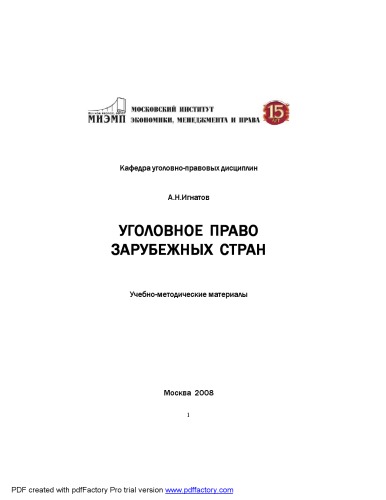 МИЭМП
МОСКОВСКИЙ ИНСТИТУТ
ЭКОНОМИКИ, МЕНЕДЖМЕНТА И ПРАВА
15
Кафедра уголовно-правовых дисциплин
А.Н.Игнатов
УГОЛОВНОЕ ПРАВО
ЗАРУБЕЖНЫХ СТРАН
Учебно-методические материалы
Москва 2008
1
PDF created with pdfFactory Pro trial version www.pdffactory.com